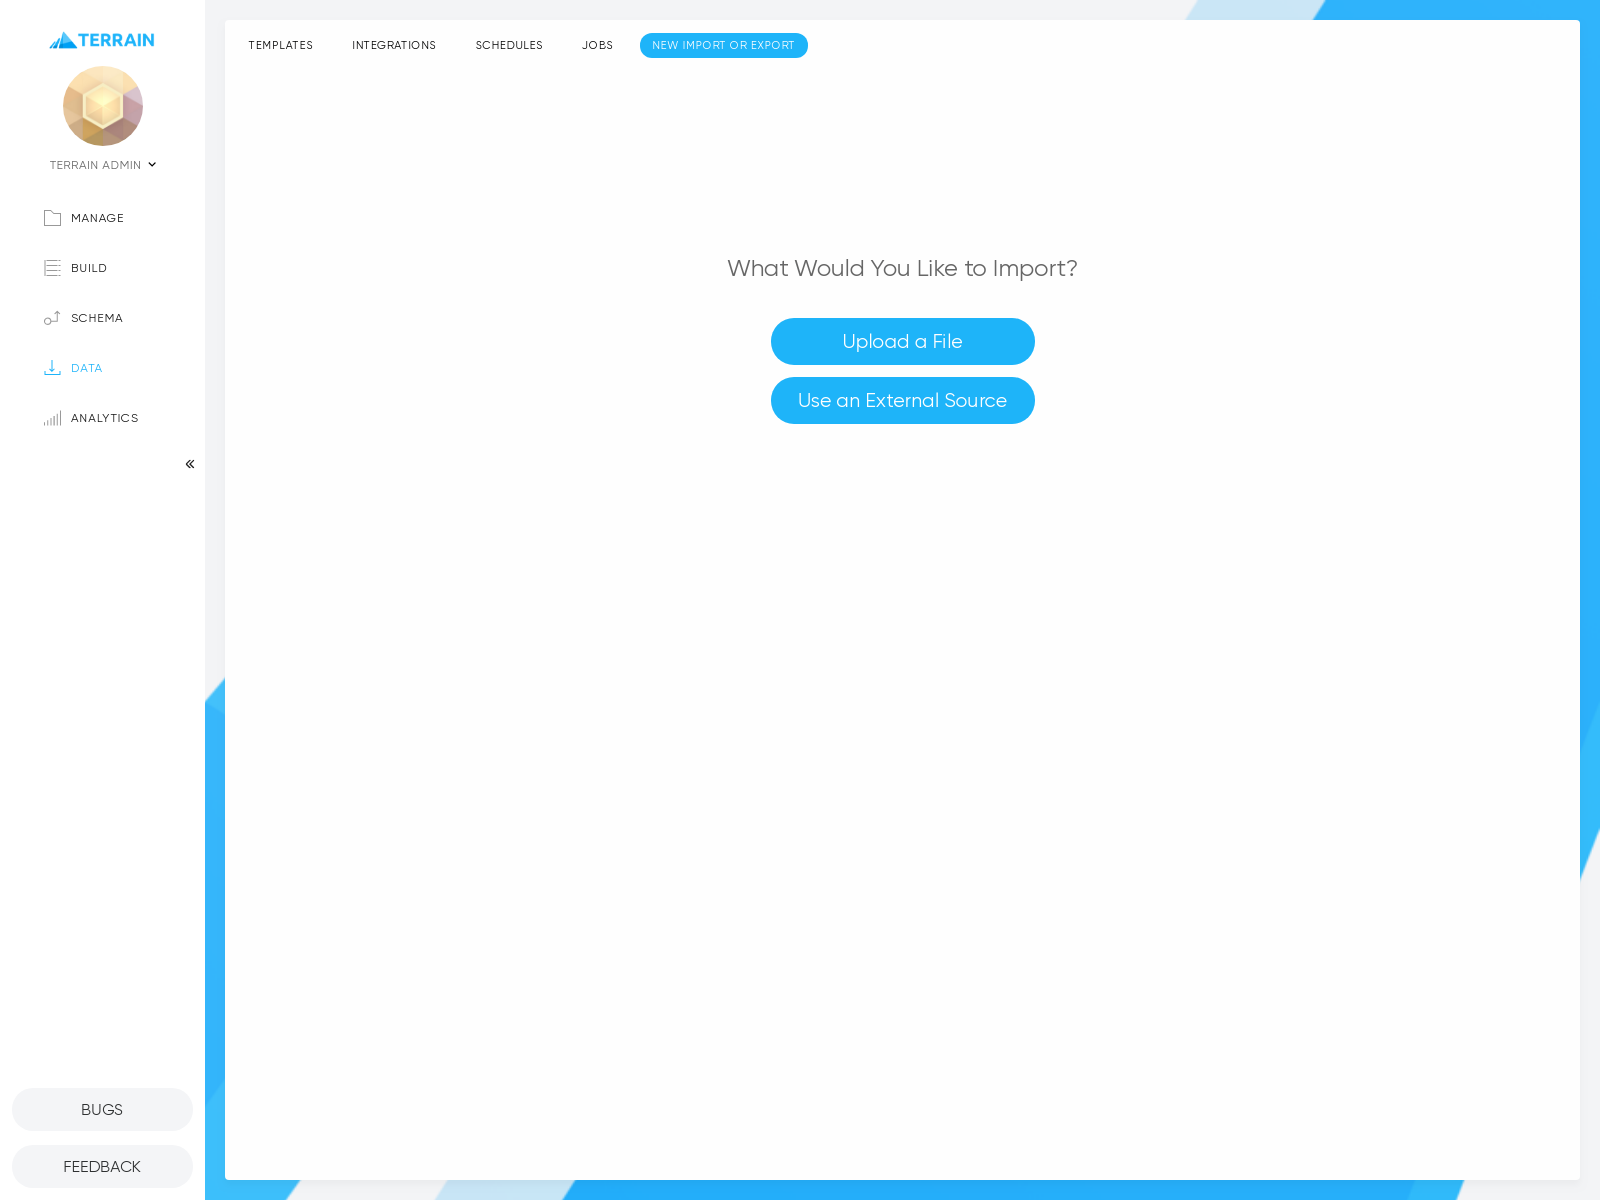 TERRAIN
TERRAIN ADMIN
MANAGE
BUILD
SCHEMA
DATA
ANALYTICS
BUGS
FEEDBACK
TEMPLATES INTEGRATIONS SCHEDULES JOBS NEW IMPORT OR EXPORT
What Would You Like to Import?
Upload a File
Use an External Source